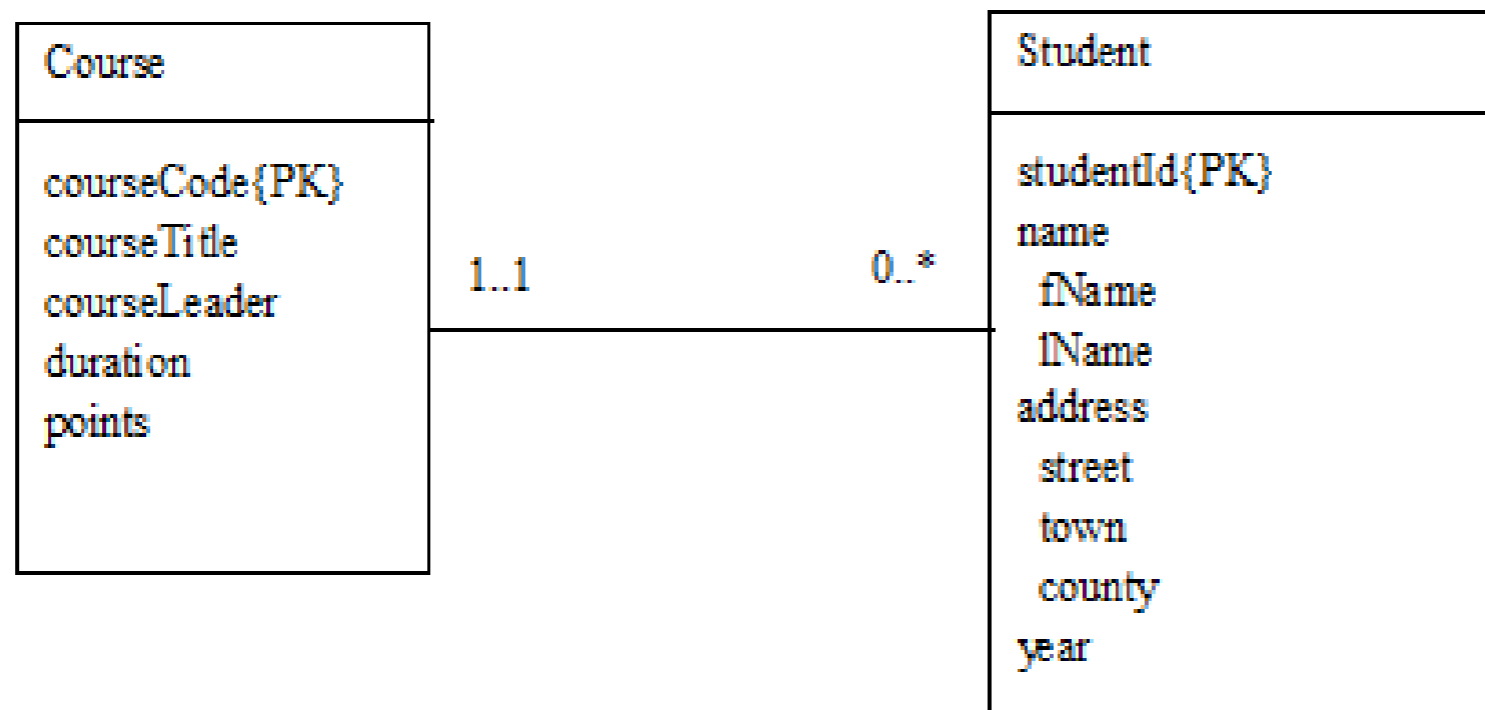 Course
courseCode{PK}
courseTitle
courseLeader
duration
points
1..1
0..*
Student
studentId{PK}
name
fName
lName
address
street
town
county
year